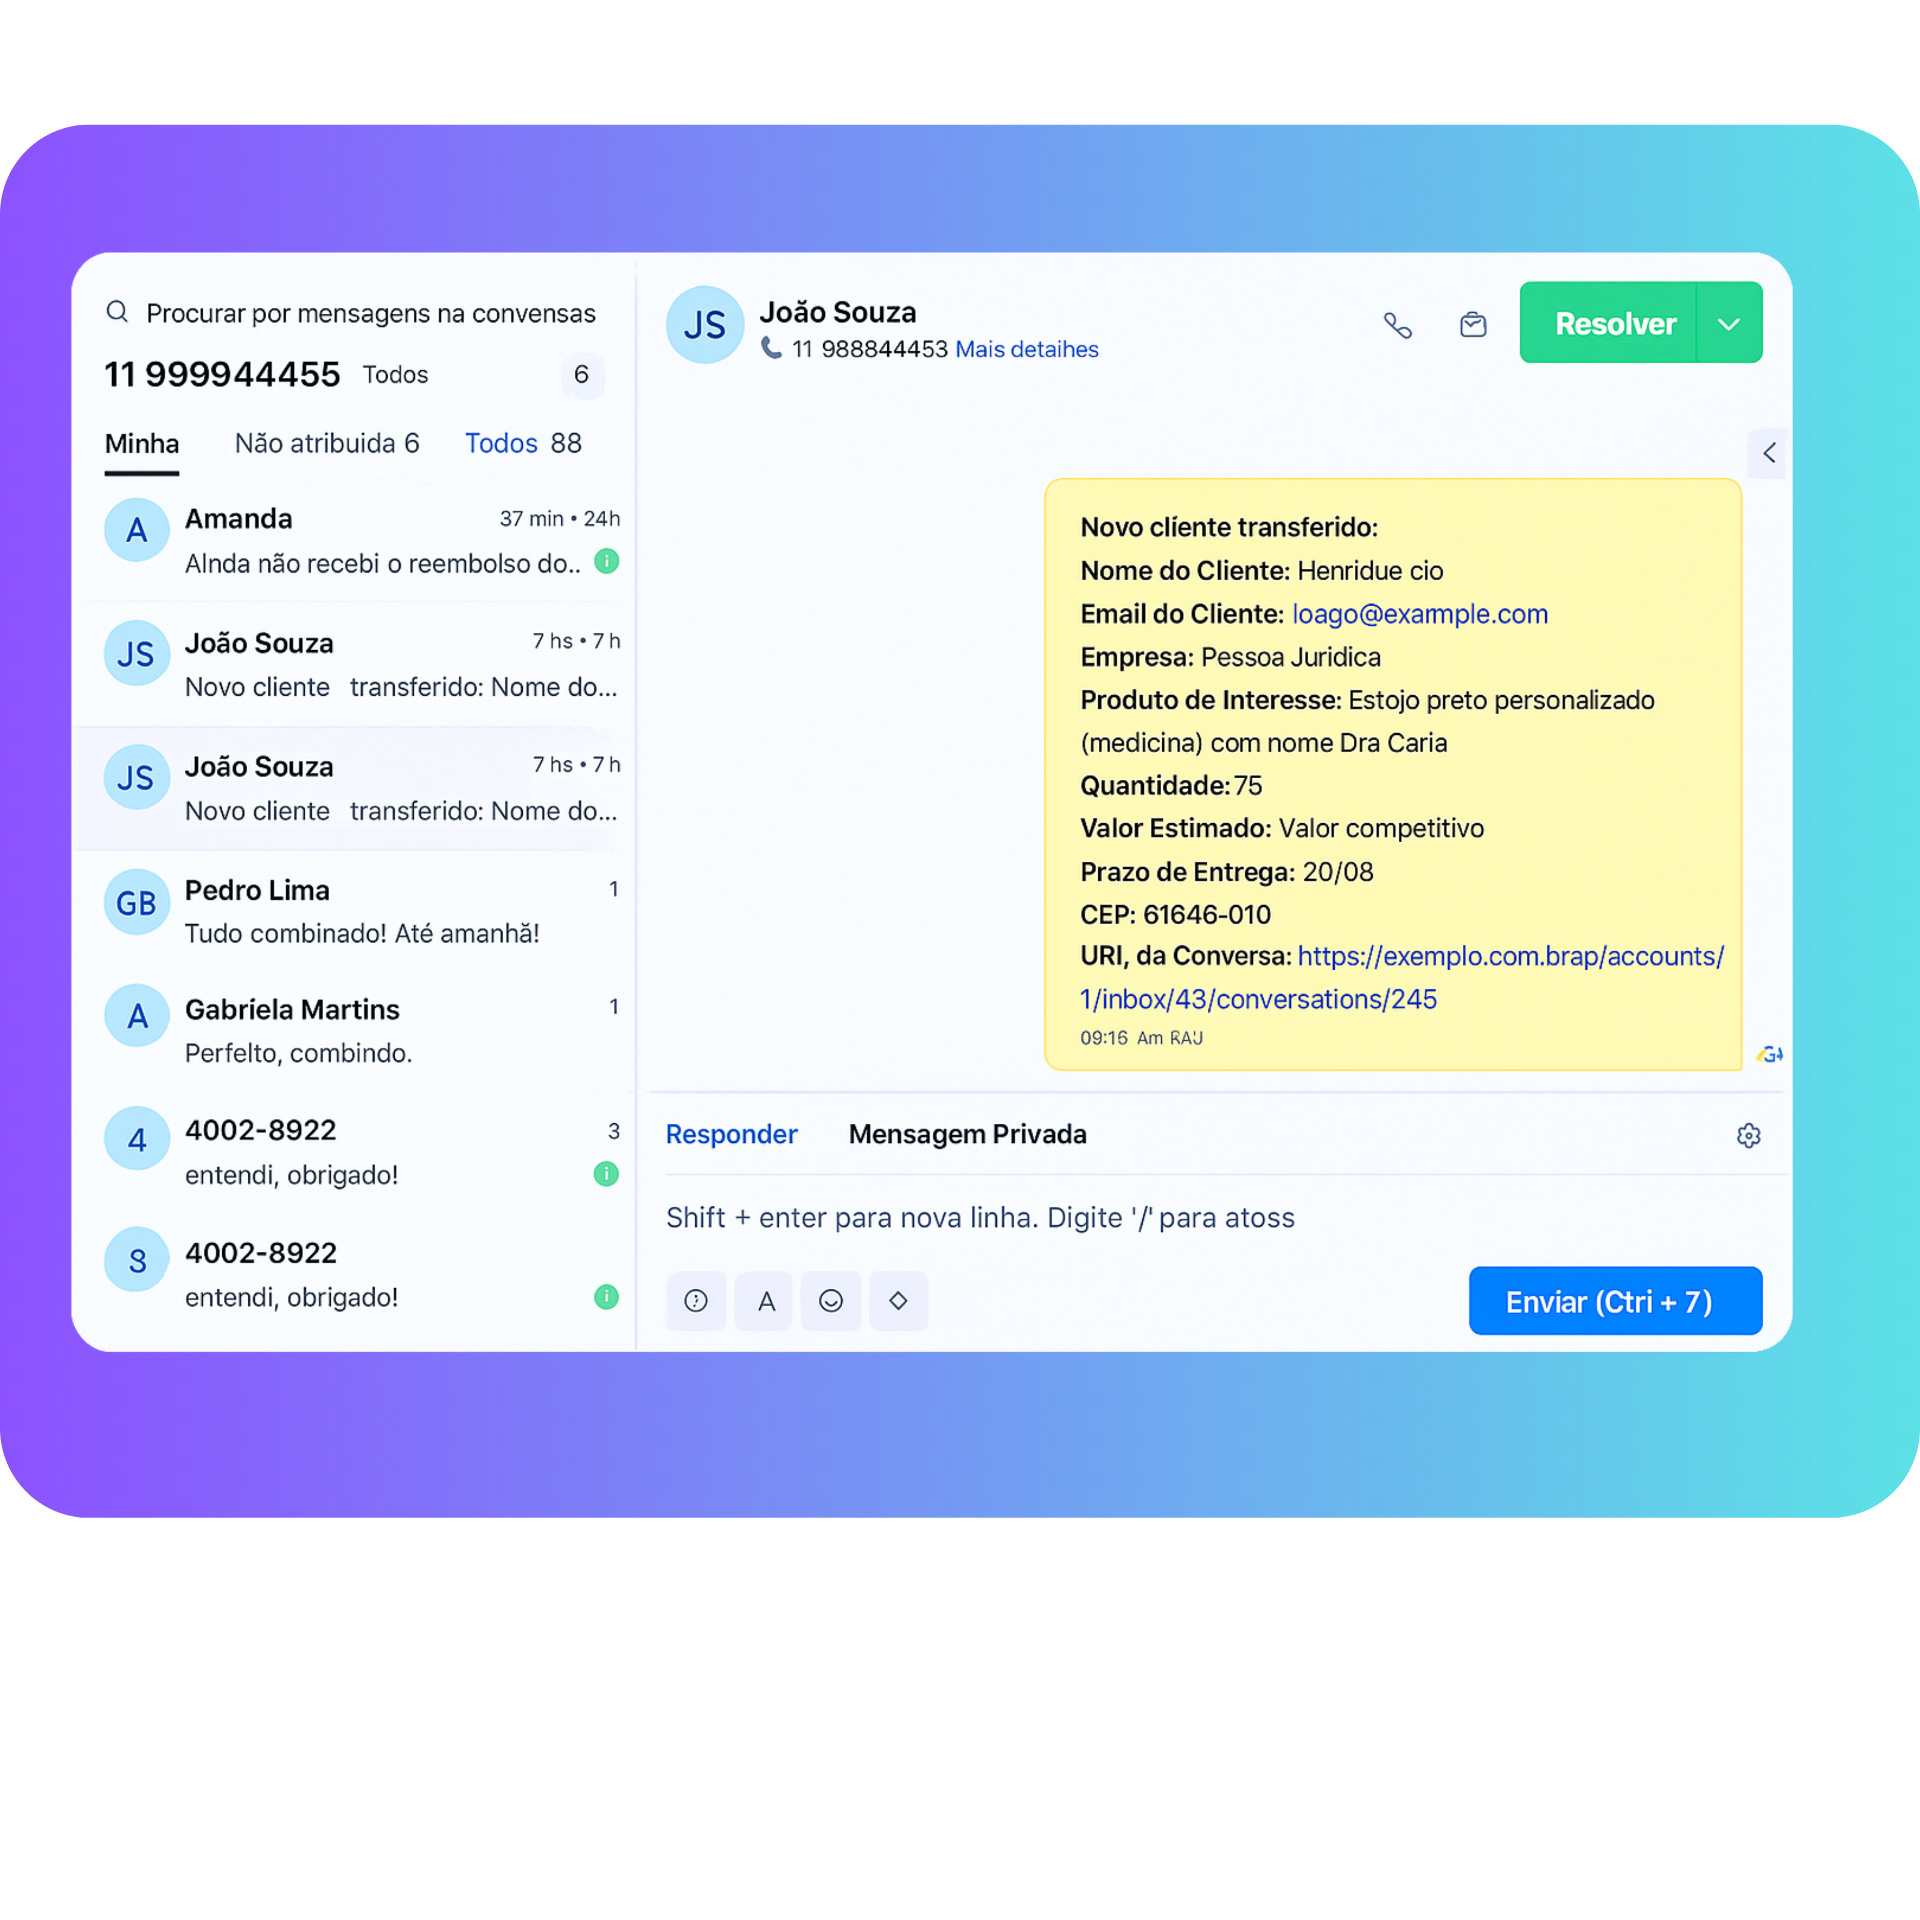 Procurar por mensagens na convensas
11 999944455 Todos 6
Minha Não atribuida 6 Todos 88
A Amanda 37 min • 24h
Alnda não recebi o reembolso do..
JS João Souza 7 hs • 7 h
Novo cliente transferido: Nome do...
JS João Souza 7 hs • 7 h
Novo cliente transferido: Nome do...
GB Pedro Lima 1
Tudo combinado! Até amanhã!
A Gabriela Martins 1
Perfelto, combindo.
4 4002-8922 3
entendi, obrigado!
8 4002-8922
entendi, obrigado!
JS João Souza
11 988844453 Mais detaihes
Resolver
Novo clíente transferido:
Nome do Cliente: Henridue cio
Email do Cliente: loago@exarmple.com
Empresa: Pessoa Juridica
Produto de Interesse: Estojo preto personalizado
(medicina) com nome Dra Caria
Quantidade: 75
Valor Estimado: Valor competitivo
Prazo de Entrega: 20/08
CEP: 61646-010
URI, da Conversa: https://exemplo.com.brap/accounts/
1/inbox/43/conversations/245
09:16 Am
Responder Mensagem Privada
Shift + enter para nova linha. Digite '/' para atoss
A
Enviar (Ctri + 7)